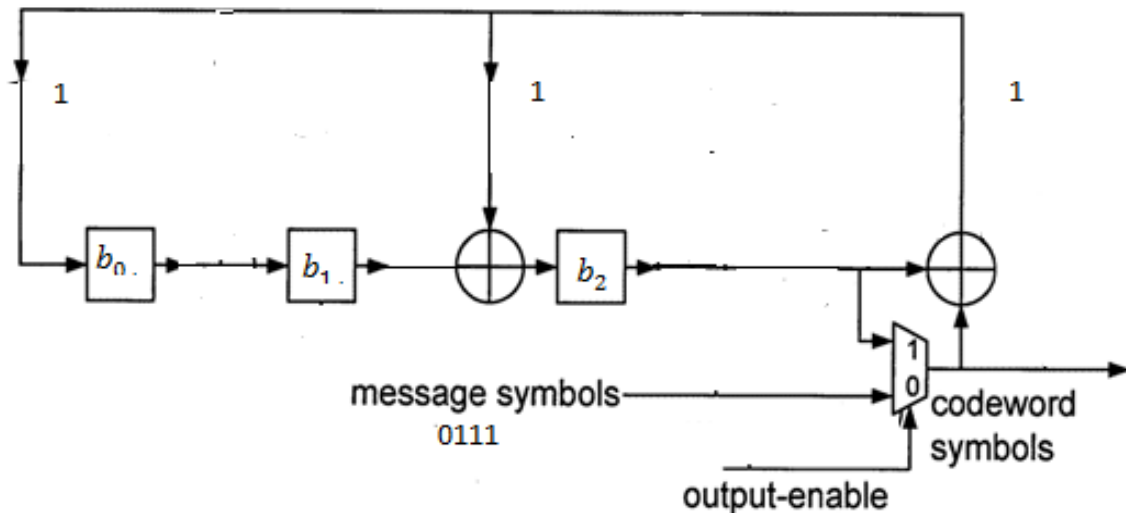 1 1 1
b₀ b₁ b₂
1
0
message symbols
codeword
symbols
0111
output-enable